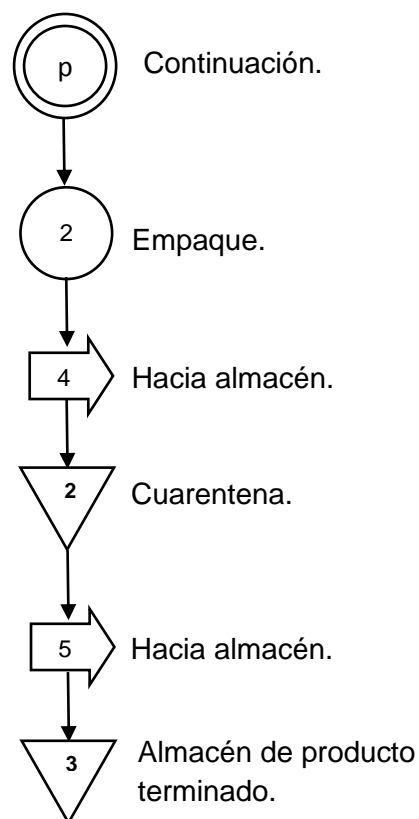 p Continuación.
2 Empaque.
4 Hacia almacén.
2 Cuarentena.
5 Hacia almacén.
3 Almacén de producto
terminado.